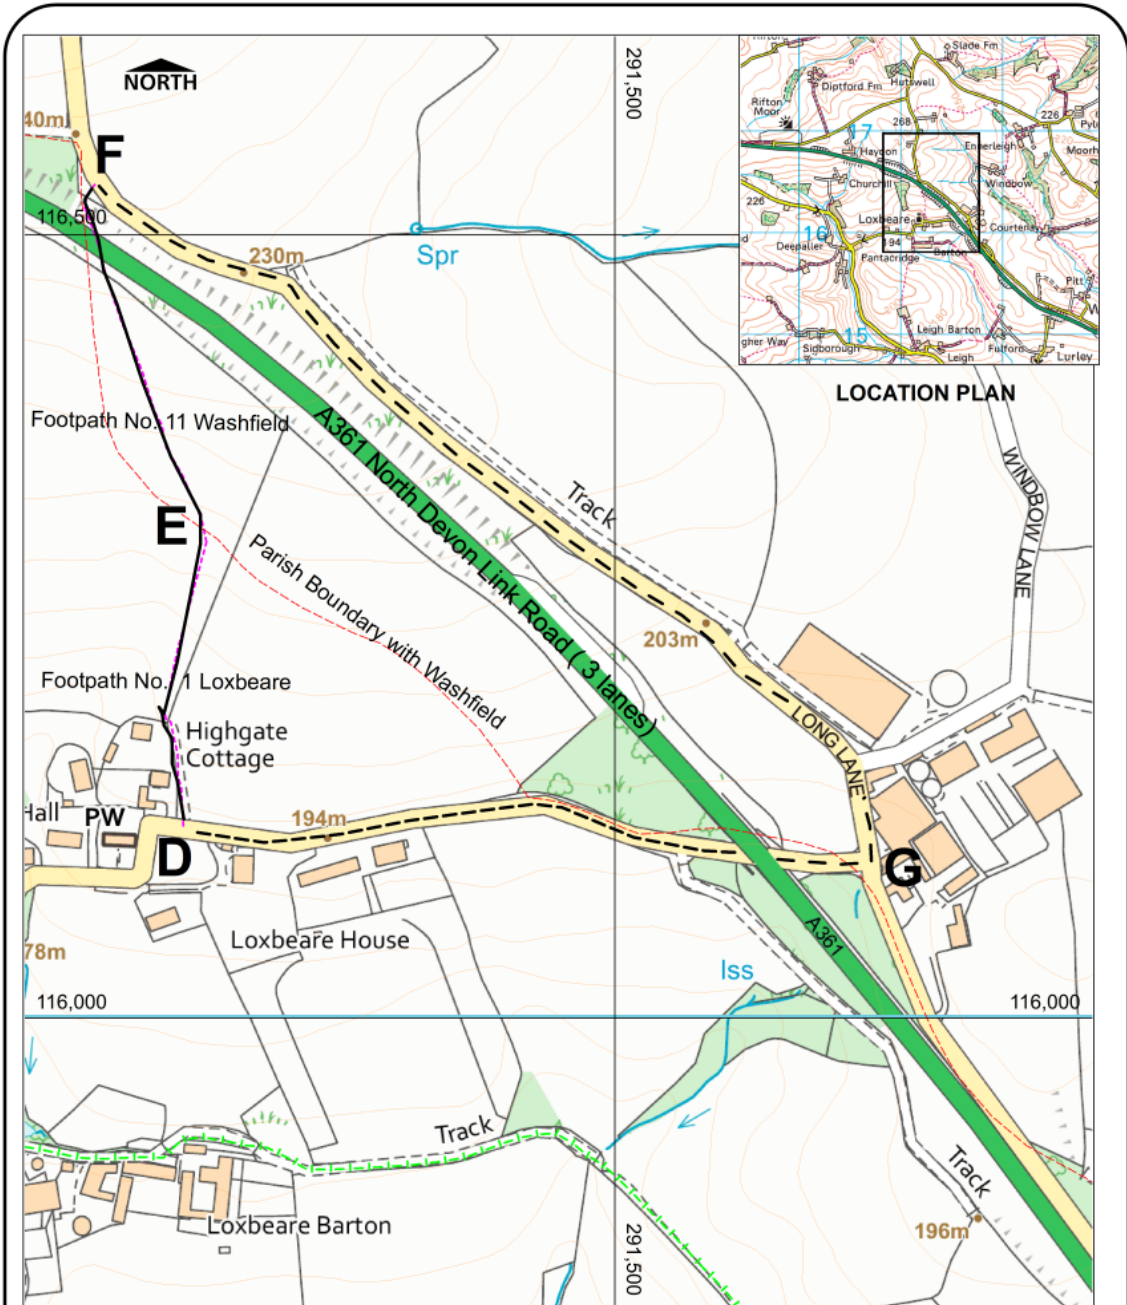 NORTH
40m
F
116,500
230m
Spr
291,500
Slade Fm
Diptford Fm
Hutswell
Rifton
Moor
268
226
17
Haydon
Ennerleigh
Moorh
Churchill
Windbow
226
Loxbeare
Courtenay
16
194
Deepaller
Barton
Pantacridge
Pitt
Leigh Barton
15
gher Way
Sidborough
Fulford
Leigh
Lurley
LOCATION PLAN
Footpath No. 11 Washfield
A361 North Devon Link Road ( 3 lanes)
WINDBOW LANE
Track
E
Parish Boundary with Washfield
203m
Footpath No. 1 Loxbeare
LONG LANE
Highgate
Cottage
Hall
PW
194m
D
G
A361
Loxbeare House
78m
Iss
116,000
116,000
Track
Track
Loxbeare Barton
196m
291,500